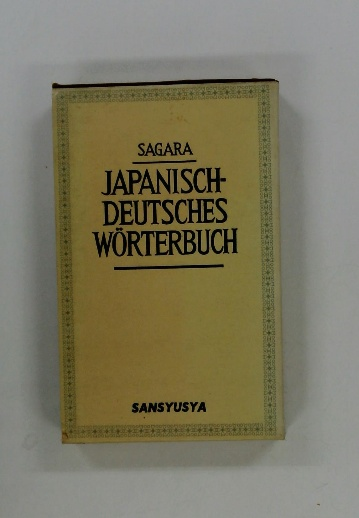 SAGARA
JAPANISCH-
DEUTSCHES
WÖRTERBUCH
SANSYUSYA